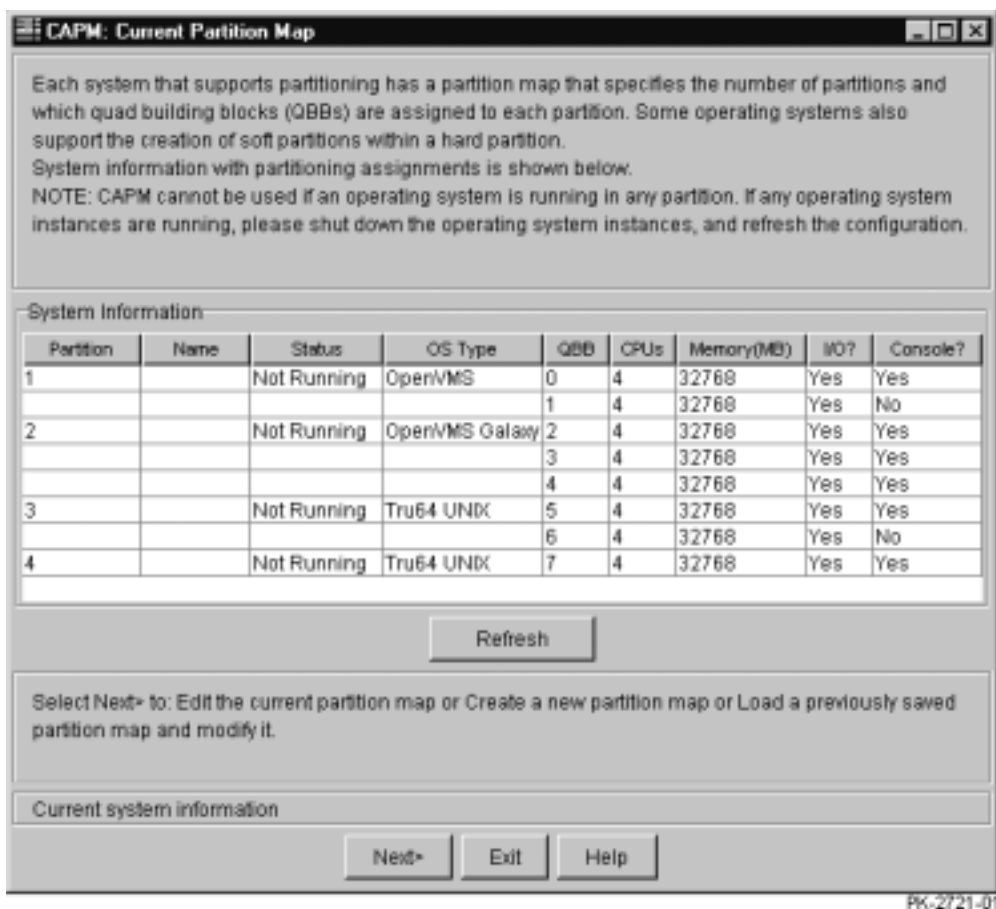 CAPM: Current Partition Map
Each system that supports partitioning has a partition map that specifies the number of partitions and
which quad building blocks (QBBs) are assigned to each partition. Some operating systems also
support the creation of soft partitions within a hard partition.
System information with partitioning assignments is shown below.
NOTE: CAPM cannot be used if an operating system is running in any partition. If any operating system
instances are running, please shut down the operating system instances, and refresh the configuration.
System Information
Partition Name Status OS Type QBB CPUs Memory(MB) I/O? Console?
1 Not Running OpenVMS 0 4 32768 Yes Yes
1 4 32768 Yes No
2 Not Running OpenVMS Galaxy 2 4 32768 Yes Yes
3 4 32768 Yes Yes
4 4 32768 Yes Yes
3 Not Running Tru64 UNIX 5 4 32768 Yes Yes
6 4 32768 Yes No
4 Not Running Tru64 UNIX 7 4 32768 Yes Yes
Refresh
Select Next> to: Edit the current partition map or Create a new partition map or Load a previously saved
partition map and modify it.
Current system information
Next> Exit Help
PK-2721-01